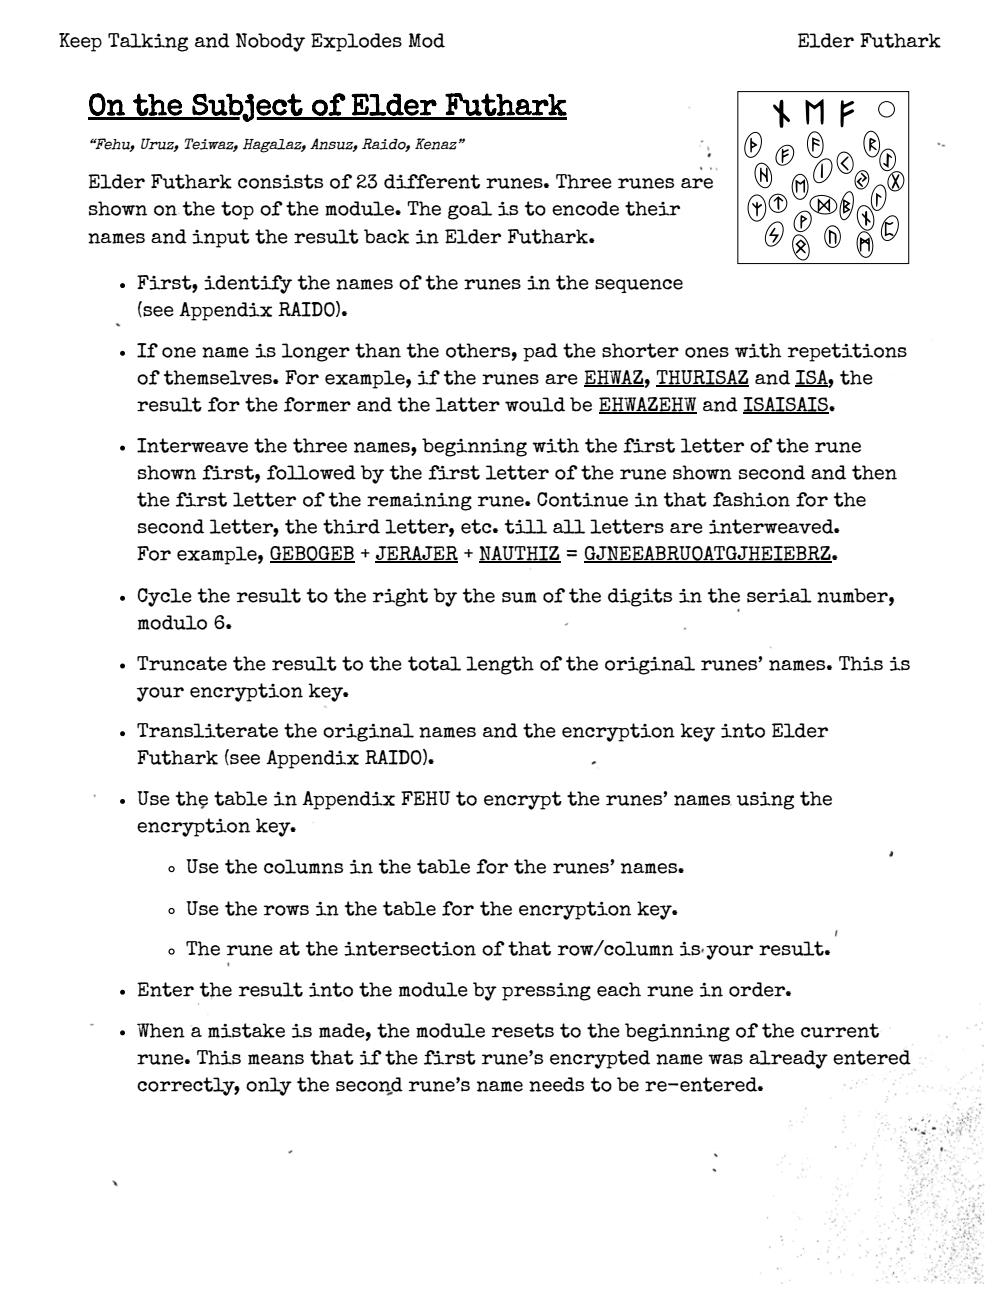 Keep Talking and Nobody Explodes Mod
Elder Futhark
On the Subject of Elder Futhark
“Fehu, Uruz, Teiwaz, Hagalaz, Ansuz, Raido, Kenaz”
Elder Futhark consists of 23 different runes. Three runes are
shown on the top of the module. The goal is to encode their
names and input the result back in Elder Futhark.
• First, identify the names of the runes in the sequence
(see Appendix RAIDO).
• If one name is longer than the others, pad the shorter ones with repetitions
of themselves. For example, if the runes are EHWAZ, THURISAZ and ISA, the
result for the former and the latter would be EHWAZEHW and ISAISAIS.
• Interweave the three names, beginning with the first letter of the rune
shown first, followed by the first letter of the rune shown second and then
the first letter of the remaining rune. Continue in that fashion for the
second letter, the third letter, etc. till all letters are interweaved.
For example, GEBOGEB + JERAJER + NAUTHIZ = GJNEEABRUOATGJHEIEBRZ.
• Cycle the result to the right by the sum of the digits in the serial number,
modulo 6.
• Truncate the result to the total length of the original runes’ names. This is
your encryption key.
• Transliterate the original names and the encryption key into Elder
Futhark (see Appendix RAIDO).
• Use the table in Appendix FEHU to encrypt the runes’ names using the
encryption key.
◦ Use the columns in the table for the runes’ names.
◦ Use the rows in the table for the encryption key.
◦ The rune at the intersection of that row/column is your result.
• Enter the result into the module by pressing each rune in order.
• When a mistake is made, the module resets to the beginning of the current
rune. This means that if the first rune’s encrypted name was already entered
correctly, only the second rune’s name needs to be re-entered.